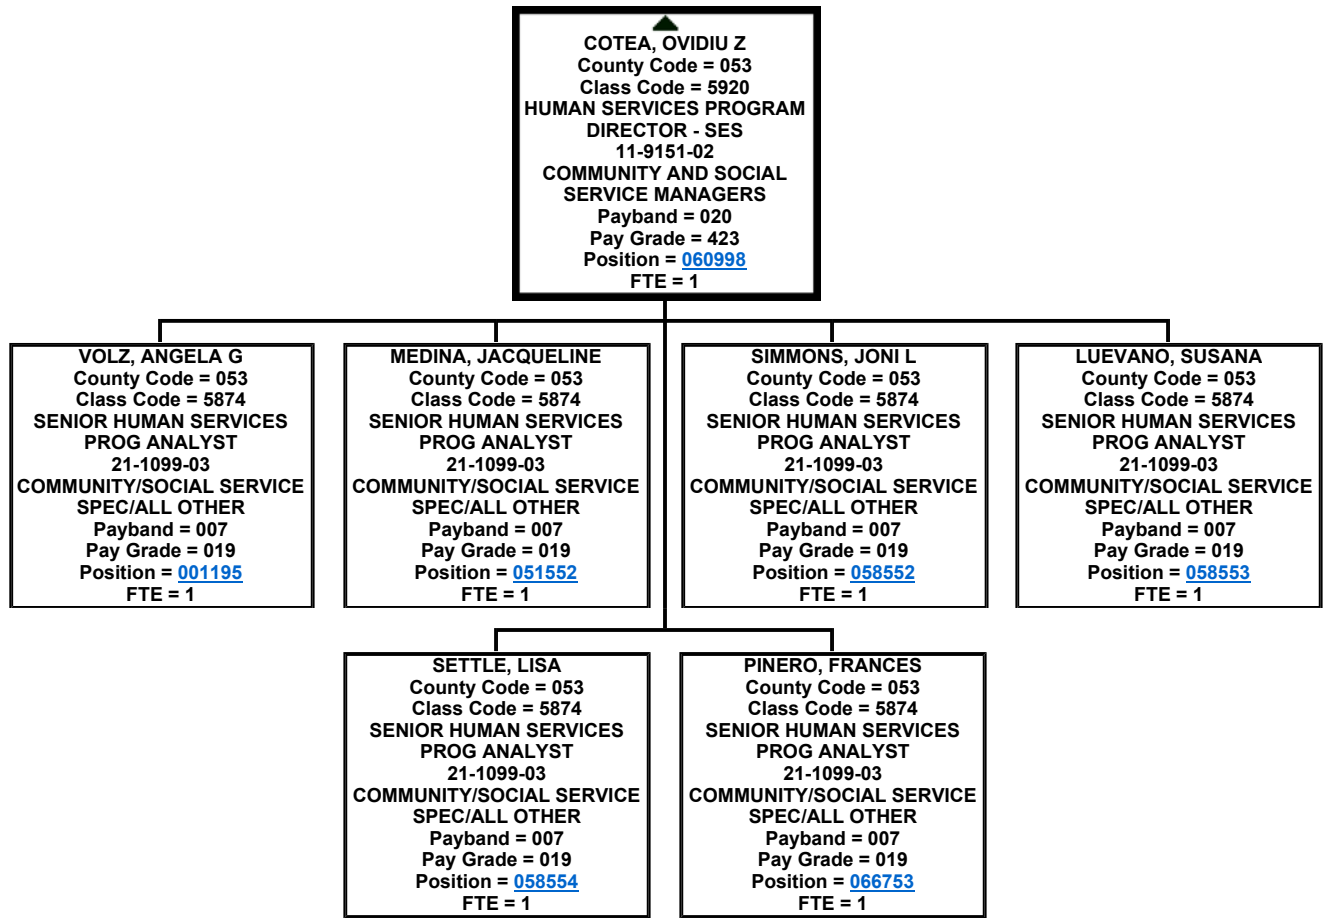 COTEA, OVIDIU Z
County Code = 053
Class Code = 5920
HUMAN SERVICES PROGRAM
DIRECTOR - SES
11-9151-02
COMMUNITY AND SOCIAL
SERVICE MANAGERS
Payband = 020
Pay Grade = 423
Position = 060998
FTE = 1
VOLZ, ANGELA G
County Code = 053
Class Code = 5874
SENIOR HUMAN SERVICES
PROG ANALYST
21-1099-03
COMMUNITY/SOCIAL SERVICE
SPEC/ALL OTHER
Payband = 007
Pay Grade = 019
Position = 001195
FTE = 1
MEDINA, JACQUELINE
County Code = 053
Class Code = 5874
SENIOR HUMAN SERVICES
PROG ANALYST
21-1099-03
COMMUNITY/SOCIAL SERVICE
SPEC/ALL OTHER
Payband = 007
Pay Grade = 019
Position = 051552
FTE = 1
SIMMONS, JONI L
County Code = 053
Class Code = 5874
SENIOR HUMAN SERVICES
PROG ANALYST
21-1099-03
COMMUNITY/SOCIAL SERVICE
SPEC/ALL OTHER
Payband = 007
Pay Grade = 019
Position = 058552
FTE = 1
LUEVANO, SUSANA
County Code = 053
Class Code = 5874
SENIOR HUMAN SERVICES
PROG ANALYST
21-1099-03
COMMUNITY/SOCIAL SERVICE
SPEC/ALL OTHER
Payband = 007
Pay Grade = 019
Position = 058553
FTE = 1
SETTLE, LISA
County Code = 053
Class Code = 5874
SENIOR HUMAN SERVICES
PROG ANALYST
21-1099-03
COMMUNITY/SOCIAL SERVICE
SPEC/ALL OTHER
Payband = 007
Pay Grade = 019
Position = 058554
FTE = 1
PINERO, FRANCES
County Code = 053
Class Code = 5874
SENIOR HUMAN SERVICES
PROG ANALYST
21-1099-03
COMMUNITY/SOCIAL SERVICE
SPEC/ALL OTHER
Payband = 007
Pay Grade = 019
Position = 066753
FTE = 1